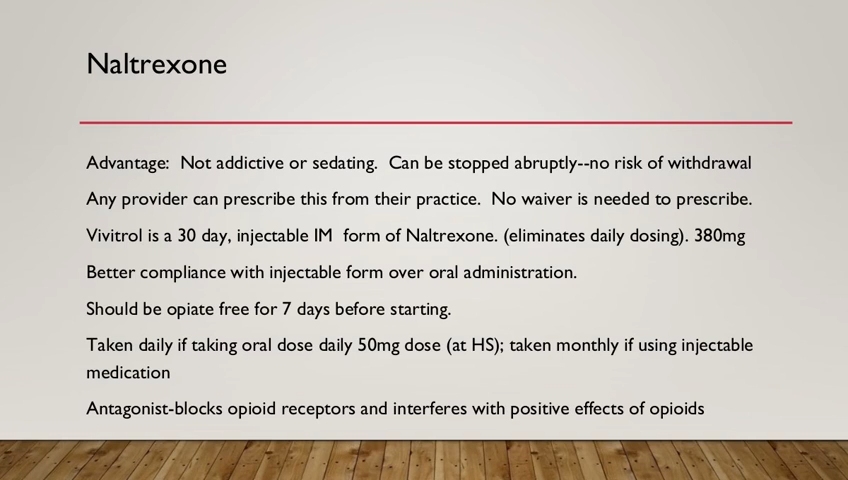 Naltrexone
Advantage:  Not addictive or sedating.  Can be stopped abruptly--no risk of withdrawal
Any provider can prescribe this from their practice.  No waiver is needed to prescribe.
Vivitrol is a 30 day, injectable IM  form of Naltrexone. (eliminates daily dosing). 380mg
Better compliance with injectable form over oral administration.
Should be opiate free for 7 days before starting.
Taken daily if taking oral dose daily 50mg dose (at HS); taken monthly if using injectable
medication
Antagonist-blocks opioid receptors and interferes with positive effects of opioids